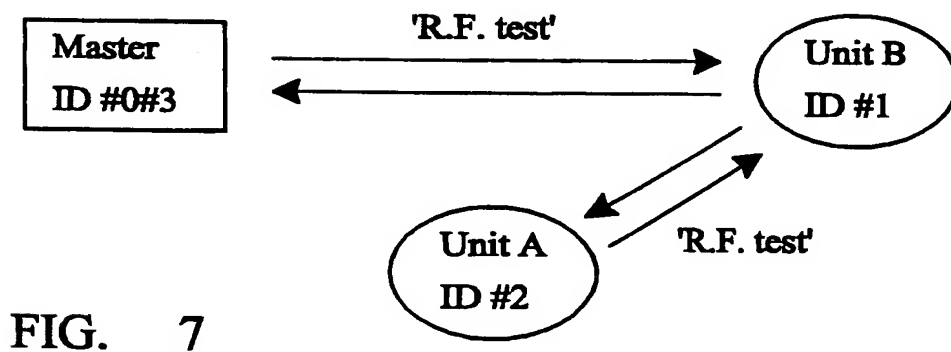 'R.F. test'
Master
ID #0#3
Unit B
ID #1
Unit A
ID #2
'R.F. test'
FIG. 7